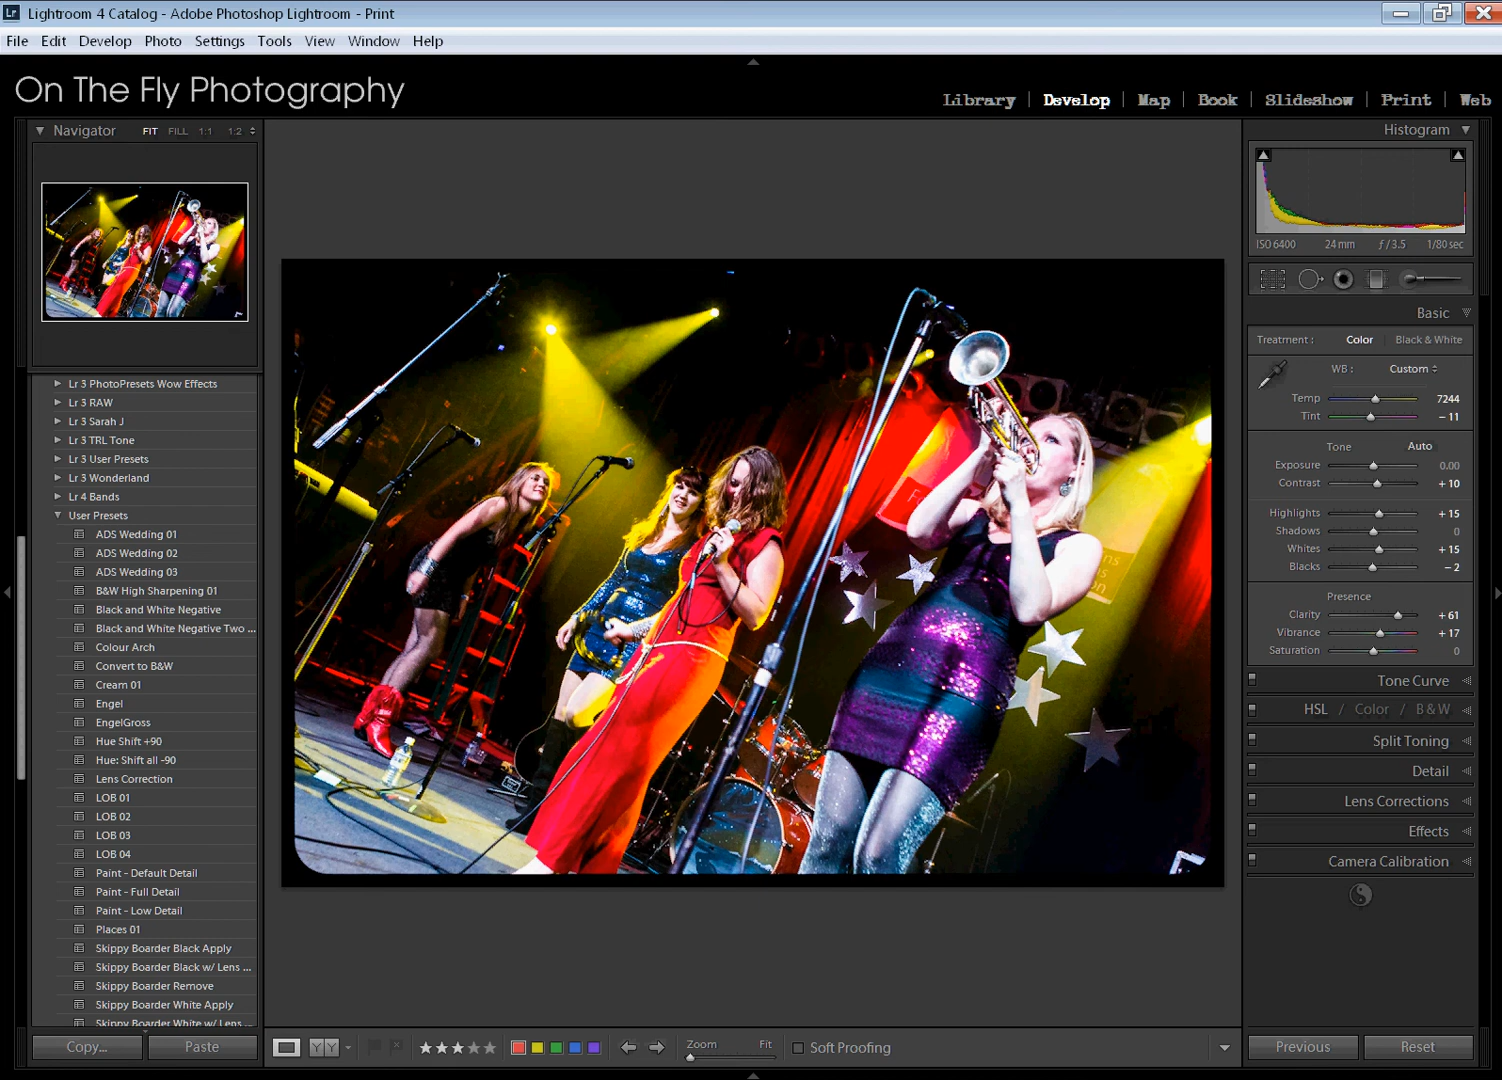 Lr Lightroom 4 Catalog - Adobe Photoshop Lightroom - Print
File Edit Develop Photo Settings Tools View Window Help
On The Fly Photography
Library | Develop | Map | Book | Slideshow | Print | Web
Navigator FIT FILL 1:1 1:2
Lr 3 PhotoPresets Wow Effects
Lr 3 RAW
Lr 3 Sarah J
Lr 3 TRL Tone
Lr 3 User Presets
Lr 3 Wonderland
Lr 4 Bands
User Presets
ADS Wedding 01
ADS Wedding 02
ADS Wedding 03
B&W High Sharpening 01
Black and White Negative
Black and White Negative Two ...
Colour Arch
Convert to B&W
Cream 01
Engel
EngelGross
Hue Shift +90
Hue: Shift all -90
Lens Correction
LOB 01
LOB 02
LOB 03
LOB 04
Paint - Default Detail
Paint - Full Detail
Paint - Low Detail
Places 01
Skippy Boarder Black Apply
Skippy Boarder Black w/ Lens ...
Skippy Boarder Remove
Skippy Boarder White Apply
Skippy Boarder White w/ Lens ...
Copy... Paste
YY
Zoom Fit
Soft Proofing
Histogram
ISO 6400 24 mm ƒ / 3.5 1/80 sec
Basic
Treatment : Color Black & White
WB : Custom
Temp 7244
Tint - 11
Tone Auto
Exposure 0.00
Contrast + 10
Highlights + 15
Shadows 0
Whites + 15
Blacks - 2
Presence
Clarity + 61
Vibrance + 17
Saturation 0
Tone Curve
HSL / Color / B & W
Split Toning
Detail
Lens Corrections
Effects
Camera Calibration
Previous Reset